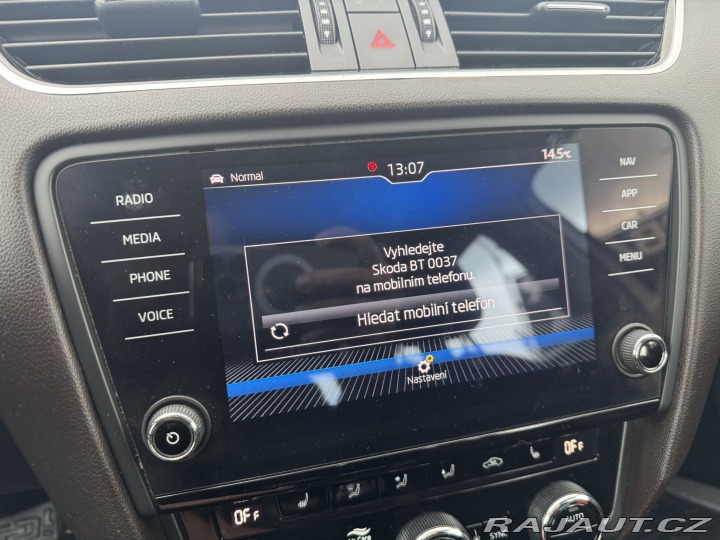 Normal
13:07
14.5°C
RADIO
MEDIA
PHONE
VOICE
NAV
APP
CAR
MENU
Vyhledejte
Skoda BT 0037
na mobilním telefonu.
Hledat mobilní telefon
Nastavení
OFF
OFF
SYNC
AUTO
RAJAUT.CZ